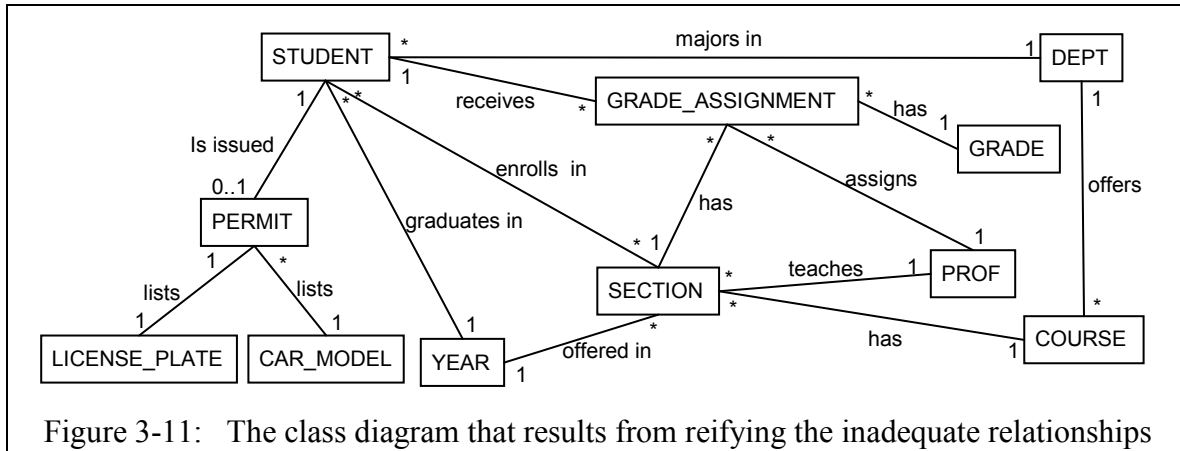 * majors in 1
STUDENT DEPT
1 receives * GRADE_ASSIGNMENT * has 1 1
1 * * GRADE
Is issued enrolls in * * assigns offers
0..1 has
PERMIT graduates in
1 * * 1 1
lists lists SECTION * teaches 1 PROF
* has *
1 1 1 * 1 COURSE
LICENSE_PLATE CAR_MODEL YEAR offered in
1
Figure 3-11: The class diagram that results from reifying the inadequate relationships